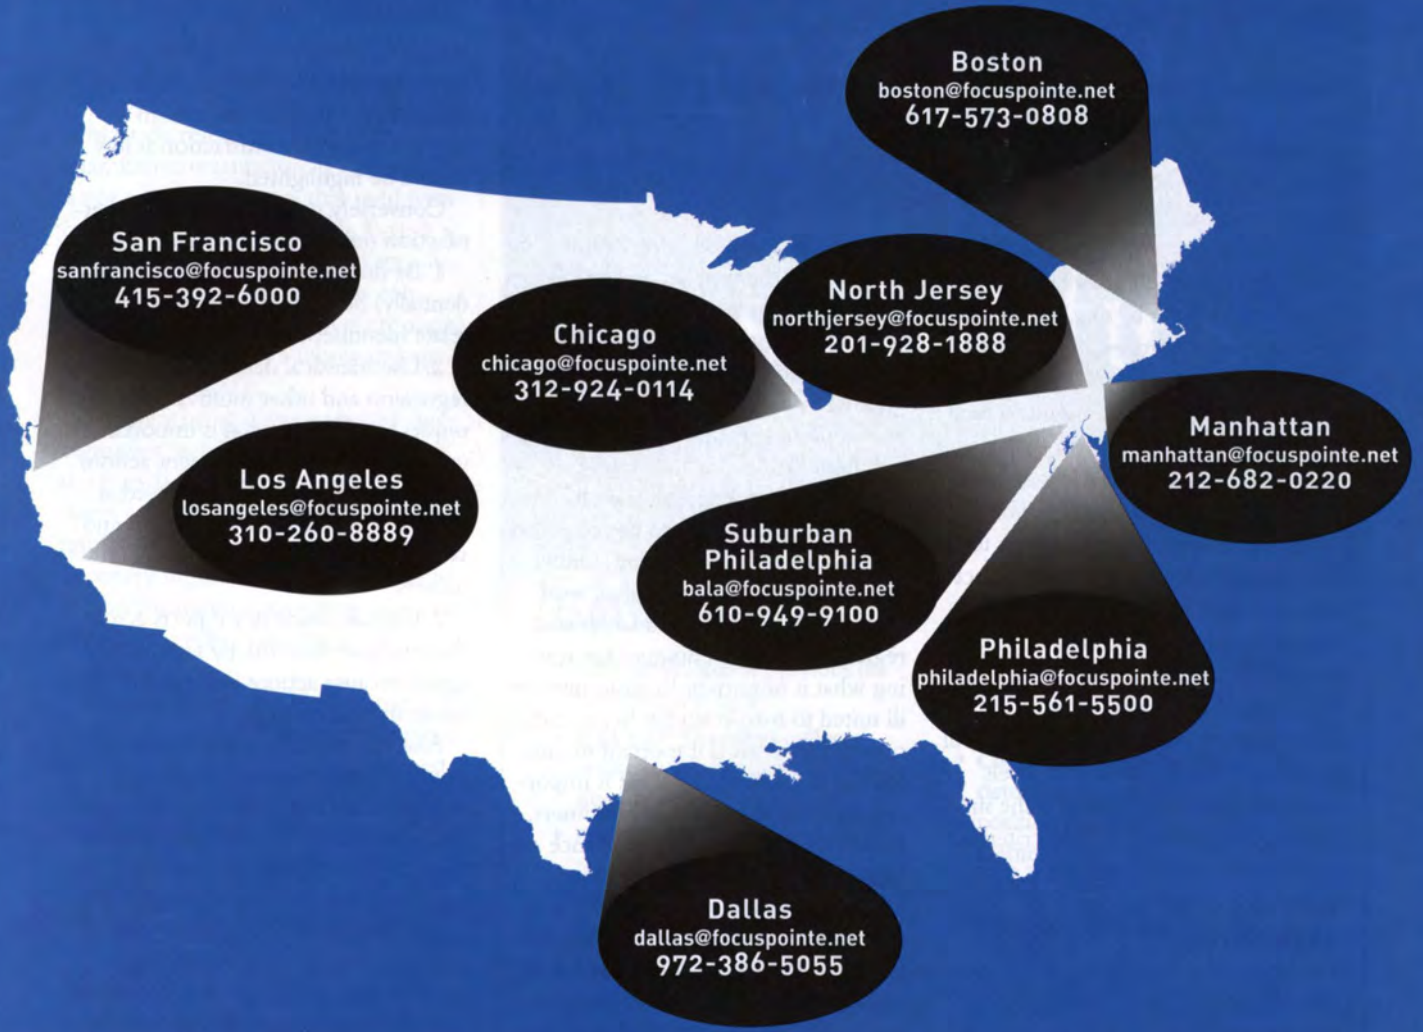 Boston
boston@focuspointe.net
617-573-0808
San Francisco
sanfrancisco@focuspointe.net
415-392-6000
North Jersey
northjersey@focuspointe.net
201-928-1888
Chicago
chicago@focuspointe.net
312-924-0114
Manhattan
manhattan@focuspointe.net
212-682-0220
Los Angeles
losangeles@focuspointe.net
310-260-8889
Suburban
Philadelphia
bala@focuspointe.net
610-949-9100
Philadelphia
philadelphia@focuspointe.net
215-561-5500
Dallas
dallas@focuspointe.net
972-386-5055